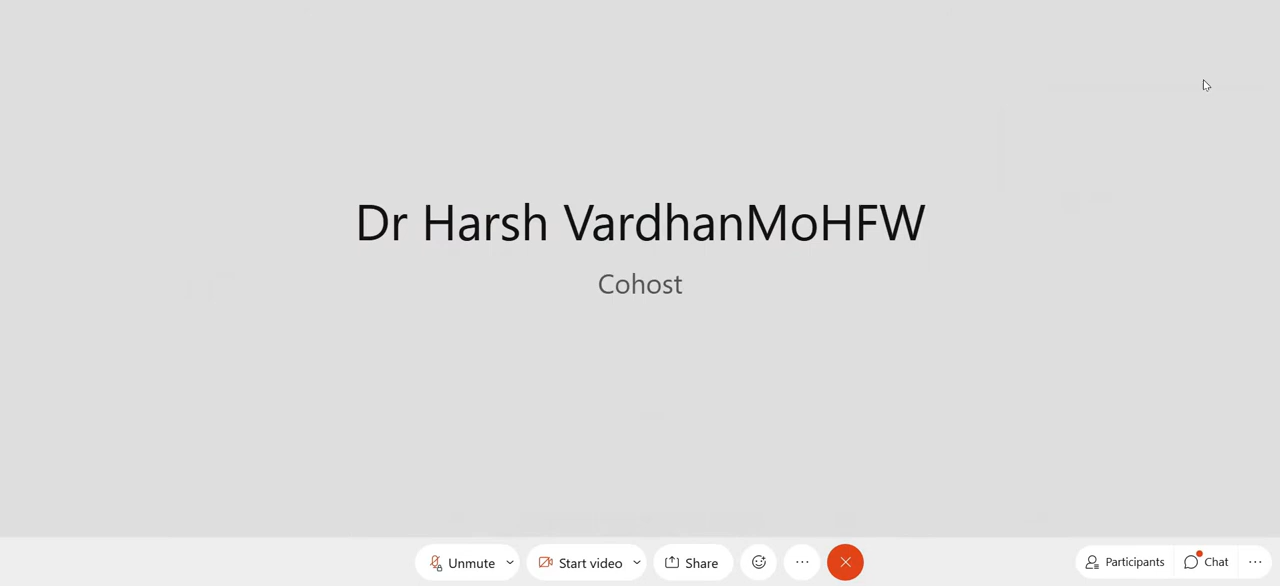 Dr Harsh VardhanMoHFW
Cohost
Unmute
Start video
Share
Participants
Chat